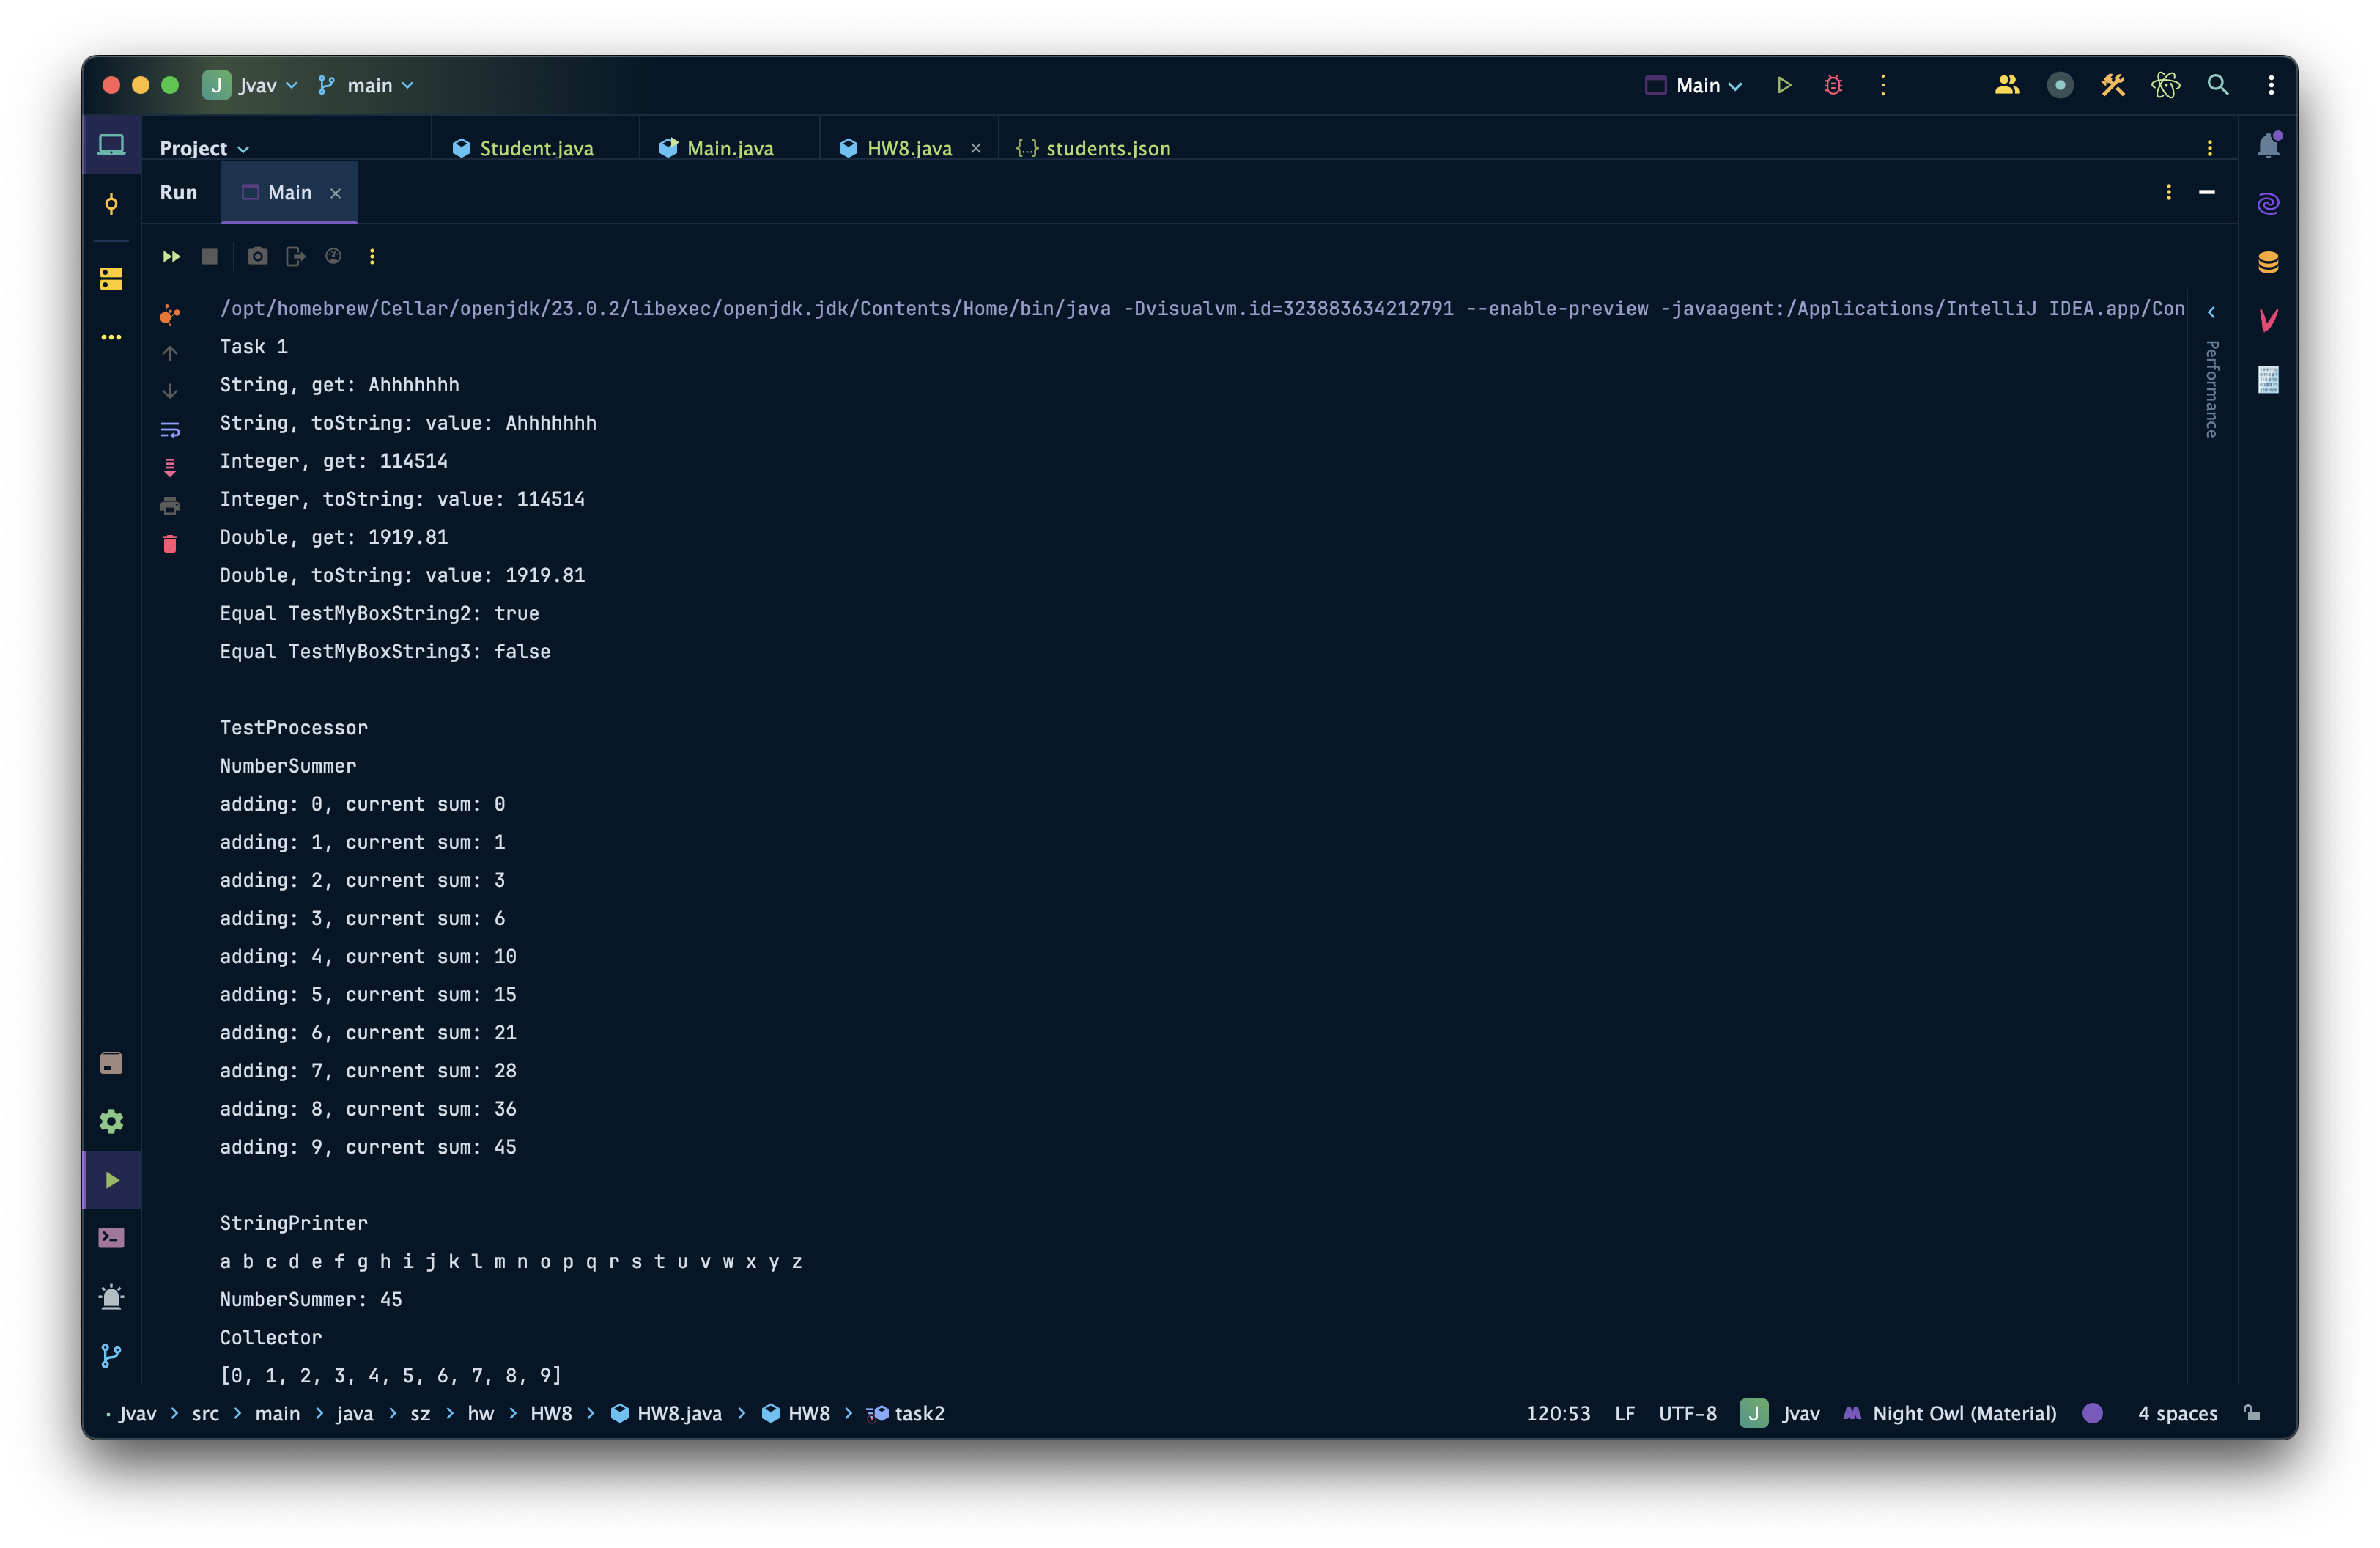 J Jvav main Main
Project Student.java Main.java HW8.java students.json
Run Main
/opt/homebrew/Cellar/openjdk/23.0.2/libexec/openjdk.jdk/Contents/Home/bin/java -Dvisualvm.id=323883634212791 --enable-preview -javaagent:/Applications/IntelliJ IDEA.app/Con
Task 1
String, get: Ahhhhhhh
String, toString: value: Ahhhhhhh
Integer, get: 114514
Integer, toString: value: 114514
Double, get: 1919.81
Double, toString: value: 1919.81
Equal TestMyBoxString2: true
Equal TestMyBoxString3: false
TestProcessor
NumberSummer
adding: 0, current sum: 0
adding: 1, current sum: 1
adding: 2, current sum: 3
adding: 3, current sum: 6
adding: 4, current sum: 10
adding: 5, current sum: 15
adding: 6, current sum: 21
adding: 7, current sum: 28
adding: 8, current sum: 36
adding: 9, current sum: 45
StringPrinter
a b c d e f g h i j k l m n o p q r s t u v w x y z
NumberSummer: 45
Collector
[0, 1, 2, 3, 4, 5, 6, 7, 8, 9]
Performance
Jvav > src > main > java > sz > hw > HW8 > HW8.java > HW8 > task2 120:53 LF UTF-8 J Jvav Night Owl (Material) 4 spaces